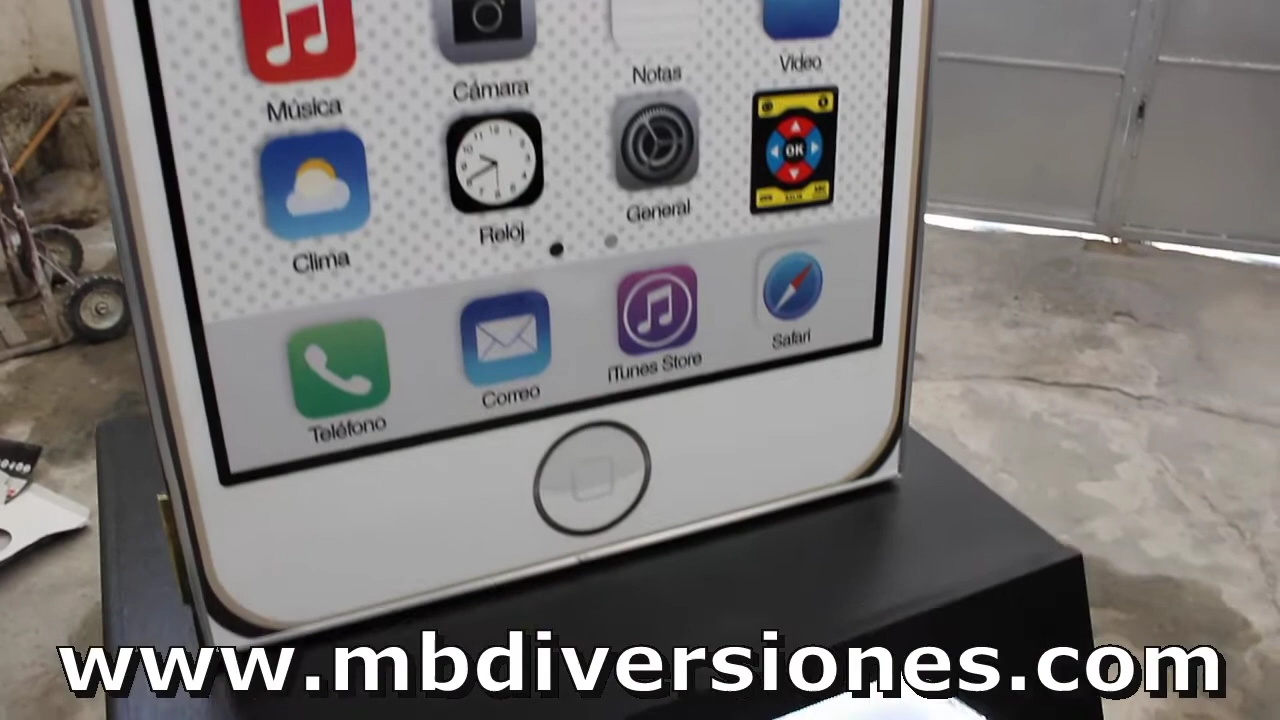 Música
Cámara
Notas
Video
OK
Clima
Reloj
General
Teléfono
Correo
iTunes Store
Safari
www.mbdiversiones.com